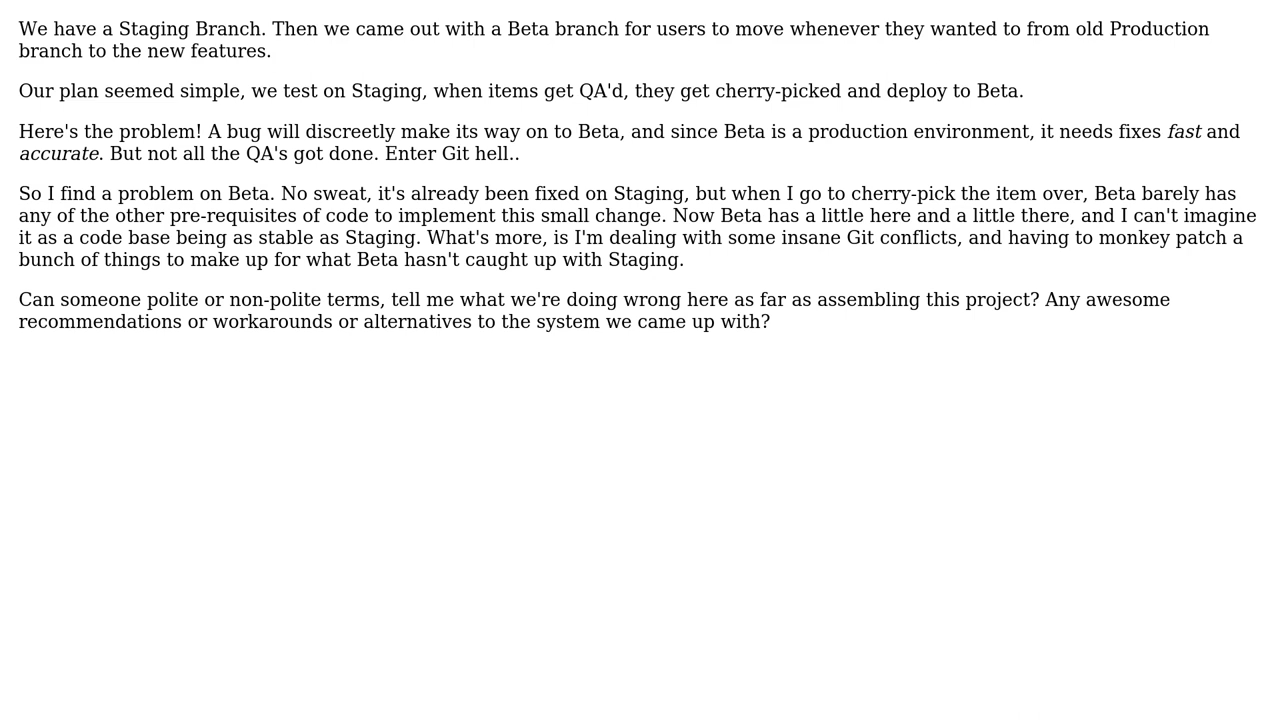 We have a Staging Branch. Then we came out with a Beta branch for users to move whenever they wanted to from old Production
branch to the new features.
Our plan seemed simple, we test on Staging, when items get QA'd, they get cherry-picked and deploy to Beta.
Here's the problem! A bug will discreetly make its way on to Beta, and since Beta is a production environment, it needs fixes fast and
accurate. But not all the QA's got done. Enter Git hell..
So I find a problem on Beta. No sweat, it's already been fixed on Staging, but when I go to cherry-pick the item over, Beta barely has
any of the other pre-requisites of code to implement this small change. Now Beta has a little here and a little there, and I can't imagine
it as a code base being as stable as Staging. What's more, is I'm dealing with some insane Git conflicts, and having to monkey patch a
bunch of things to make up for what Beta hasn't caught up with Staging.
Can someone polite or non-polite terms, tell me what we're doing wrong here as far as assembling this project? Any awesome
recommendations or workarounds or alternatives to the system we came up with?